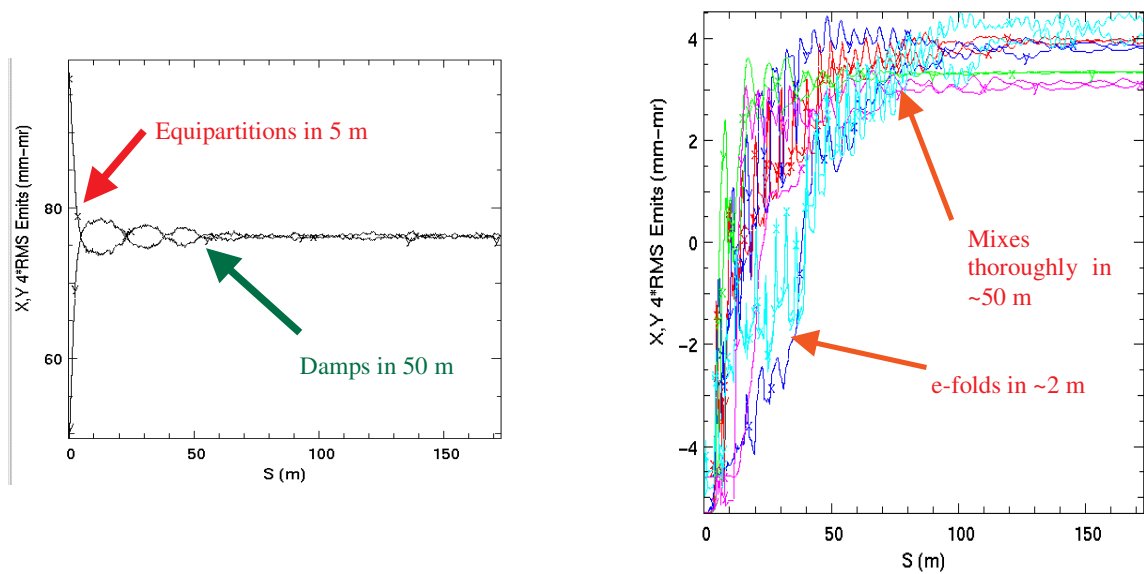 X,Y 4*RMS Emits (mm-mr)
80
60
Equipartitions in 5 m
Damps in 50 m
0
50
100
150
S (m)
X,Y 4*RMS Emits (mm-mr)
4
2
0
-2
-4
Mixes
thoroughly in
~50 m
e-folds in ~2 m
0
50
100
150
S (m)